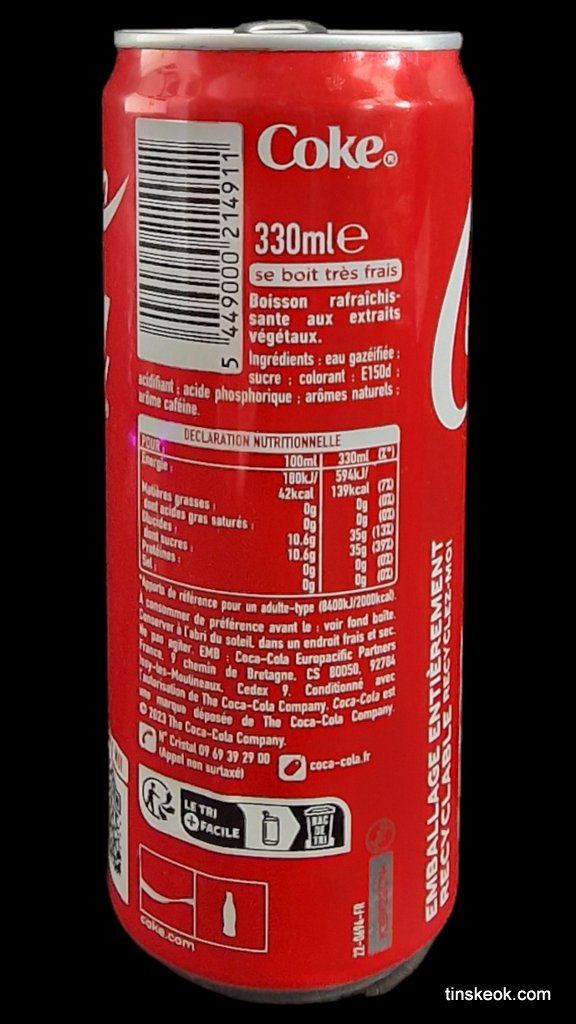 Coke®
5 449000 214911
330ml℮
se boit très frais
Boisson rafraîchis-
sante aux extraits
végétaux.
Ingrédients : eau gazéifiée ;
sucre ; colorant : E150d ;
acidifiant : acide phosphorique ; arômes naturels ;
arôme caféine.
DECLARATION NUTRITIONNELLE
POUR : 100ml 330ml (%*)
Energie : 180kJ/ 594kJ/
42kcal 139kcal (7%)
Matières grasses : 0g 0g (0%)
dont acides gras saturés : 0g 0g (0%)
Glucides : 10.6g 35g (13%)
dont sucres : 10.6g 35g (39%)
Protéines : 0g 0g (0%)
Sel : 0g 0g (0%)
*Apports de référence pour un adulte-type (8400kJ/2000kcal).
A consommer de préférence avant le : voir fond boîte.
Conserver à l'abri du soleil, dans un endroit frais et sec.
Ne pas agiter. EMB : Coca-Cola Europacific Partners
France, 9 chemin de Bretagne, CS 80050, 92784
Issy-les-Moulineaux, Cedex 9. Conditionné avec
l'autorisation de The Coca-Cola Company. Coca-Cola est
une marque déposée de The Coca-Cola Company.
© 2023 The Coca-Cola Company.
N° Cristal 09 69 39 29 00
(Appel non surtaxé)
coca-cola.fr
LE TRI
+ FACILE
BAC
DE
TRI
coke.com
22-0696-FR
EMBALLAGE ENTIÈREMENT
RECYCLABLE. RECYCLEZ-MOI
tinskeok.com